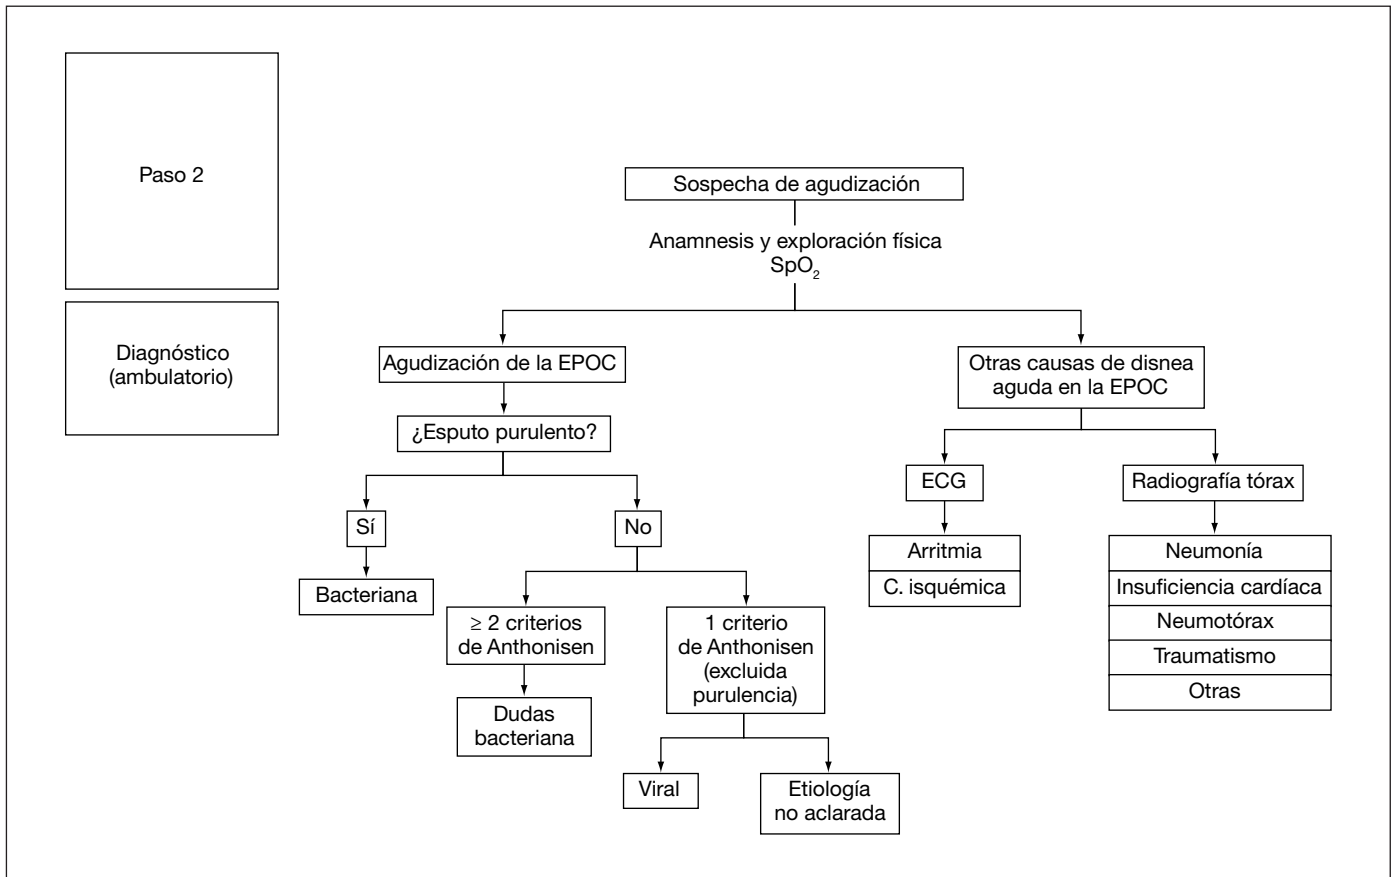 Paso 2
Diagnóstico
(ambulatorio)
Sospecha de agudización
Anamnesis y exploración física
SpO2
Agudización de la EPOC
Otras causas de disnea
aguda en la EPOC
¿Esputo purulento?
ECG
Radiografía tórax
Sí
No
Arritmia
C. isquémica
Neumonía
Insuficiencia cardíaca
Neumotórax
Traumatismo
Otras
Bacteriana
≥ 2 criterios
de Anthonisen
1 criterio
de Anthonisen
(excluida
purulencia)
Dudas
bacteriana
Viral
Etiología
no aclarada